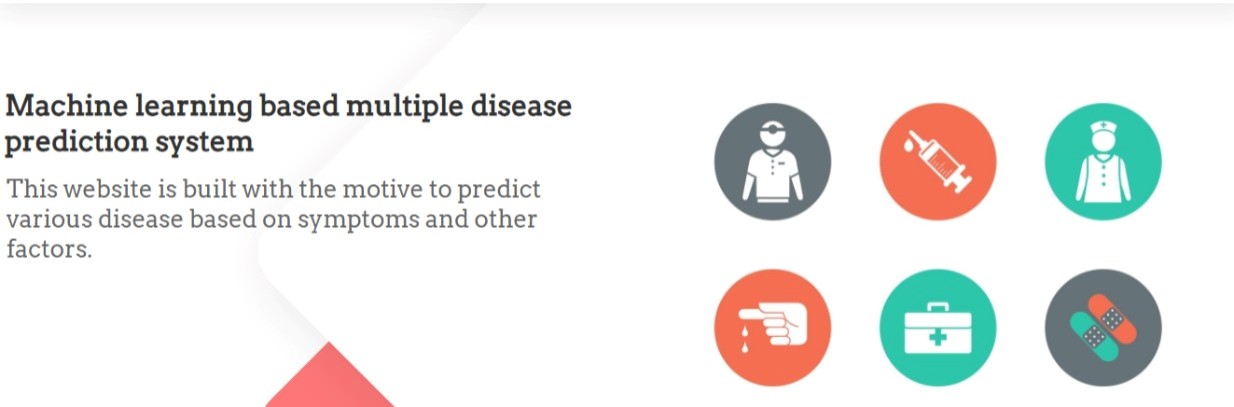 Machine learning based multiple disease
prediction system
This website is built with the motive to predict
various disease based on symptoms and other
factors.